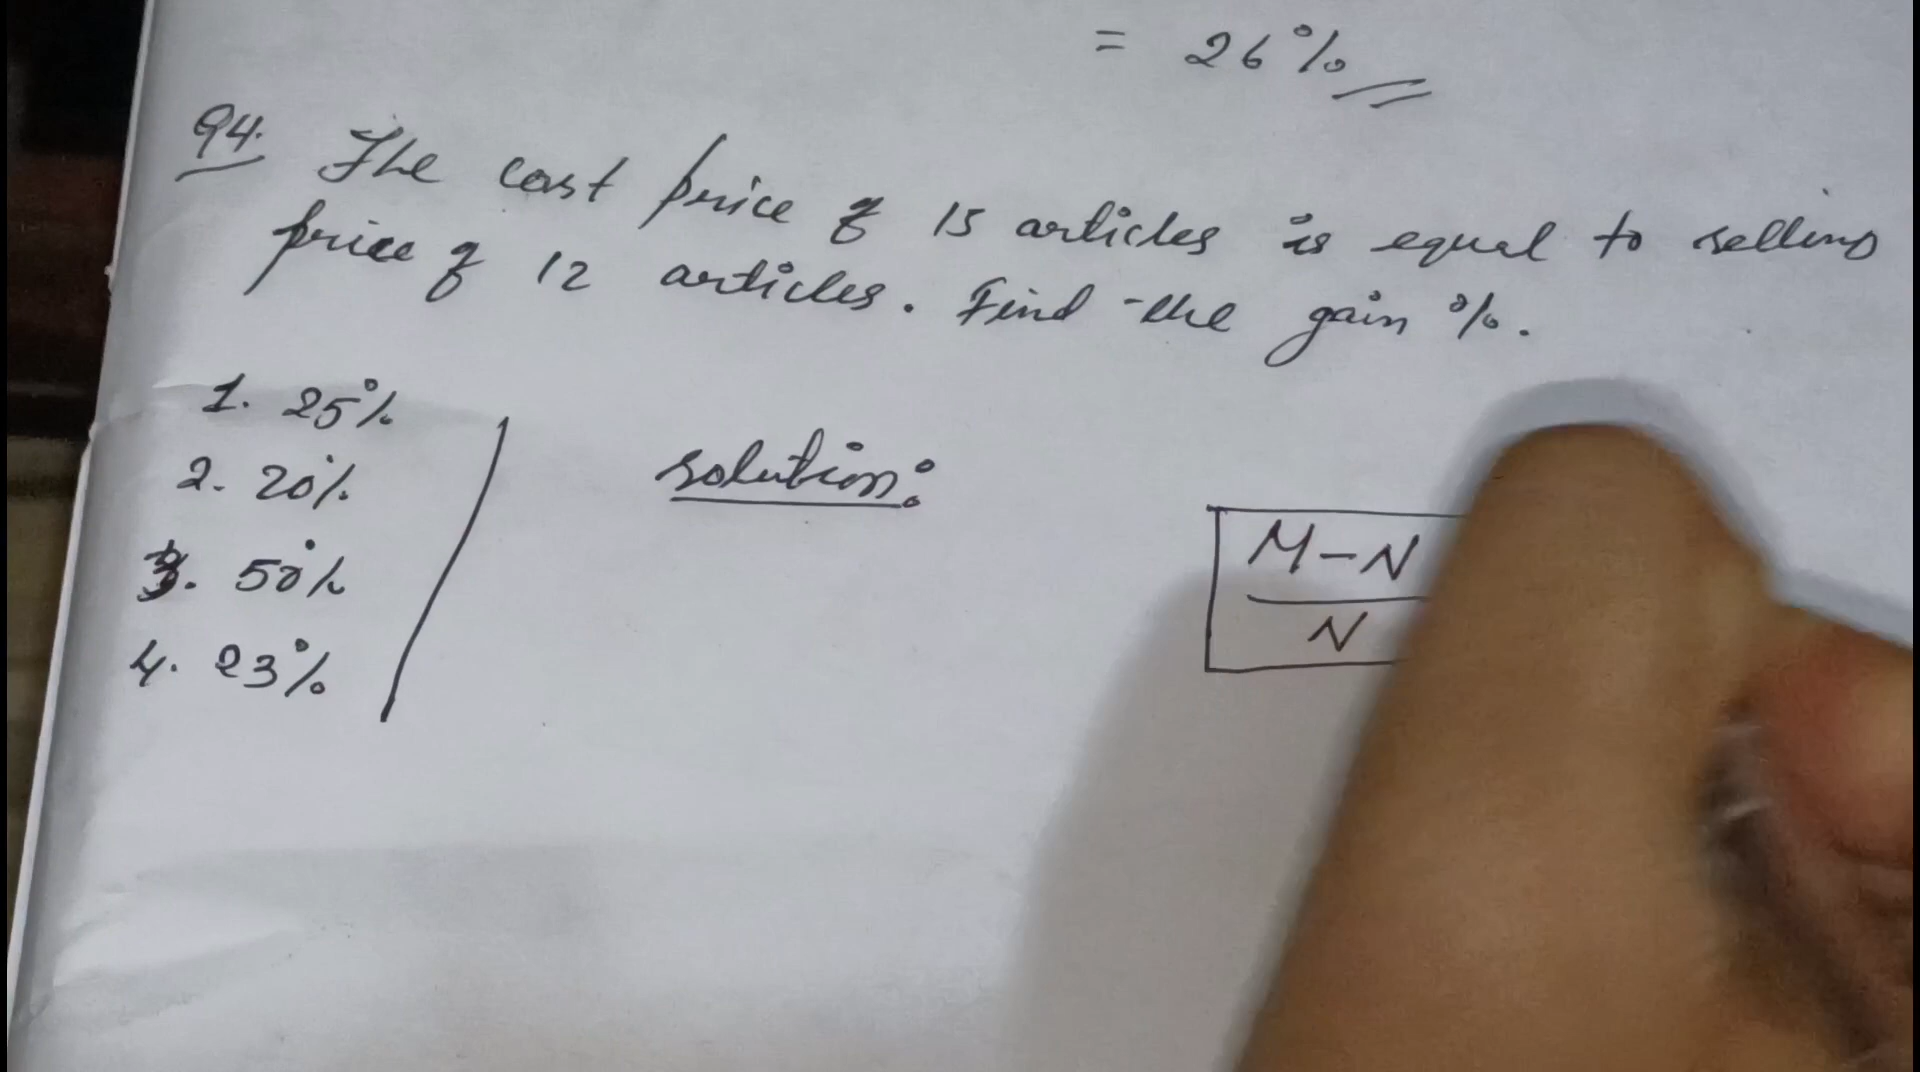 = 26%
Q4. The cost price of 15 articles is equal to selling
price of 12 articles. Find the gain %.
1. 25%
2. 20%
3. 50%
4. 23%
solution:
M-N
N